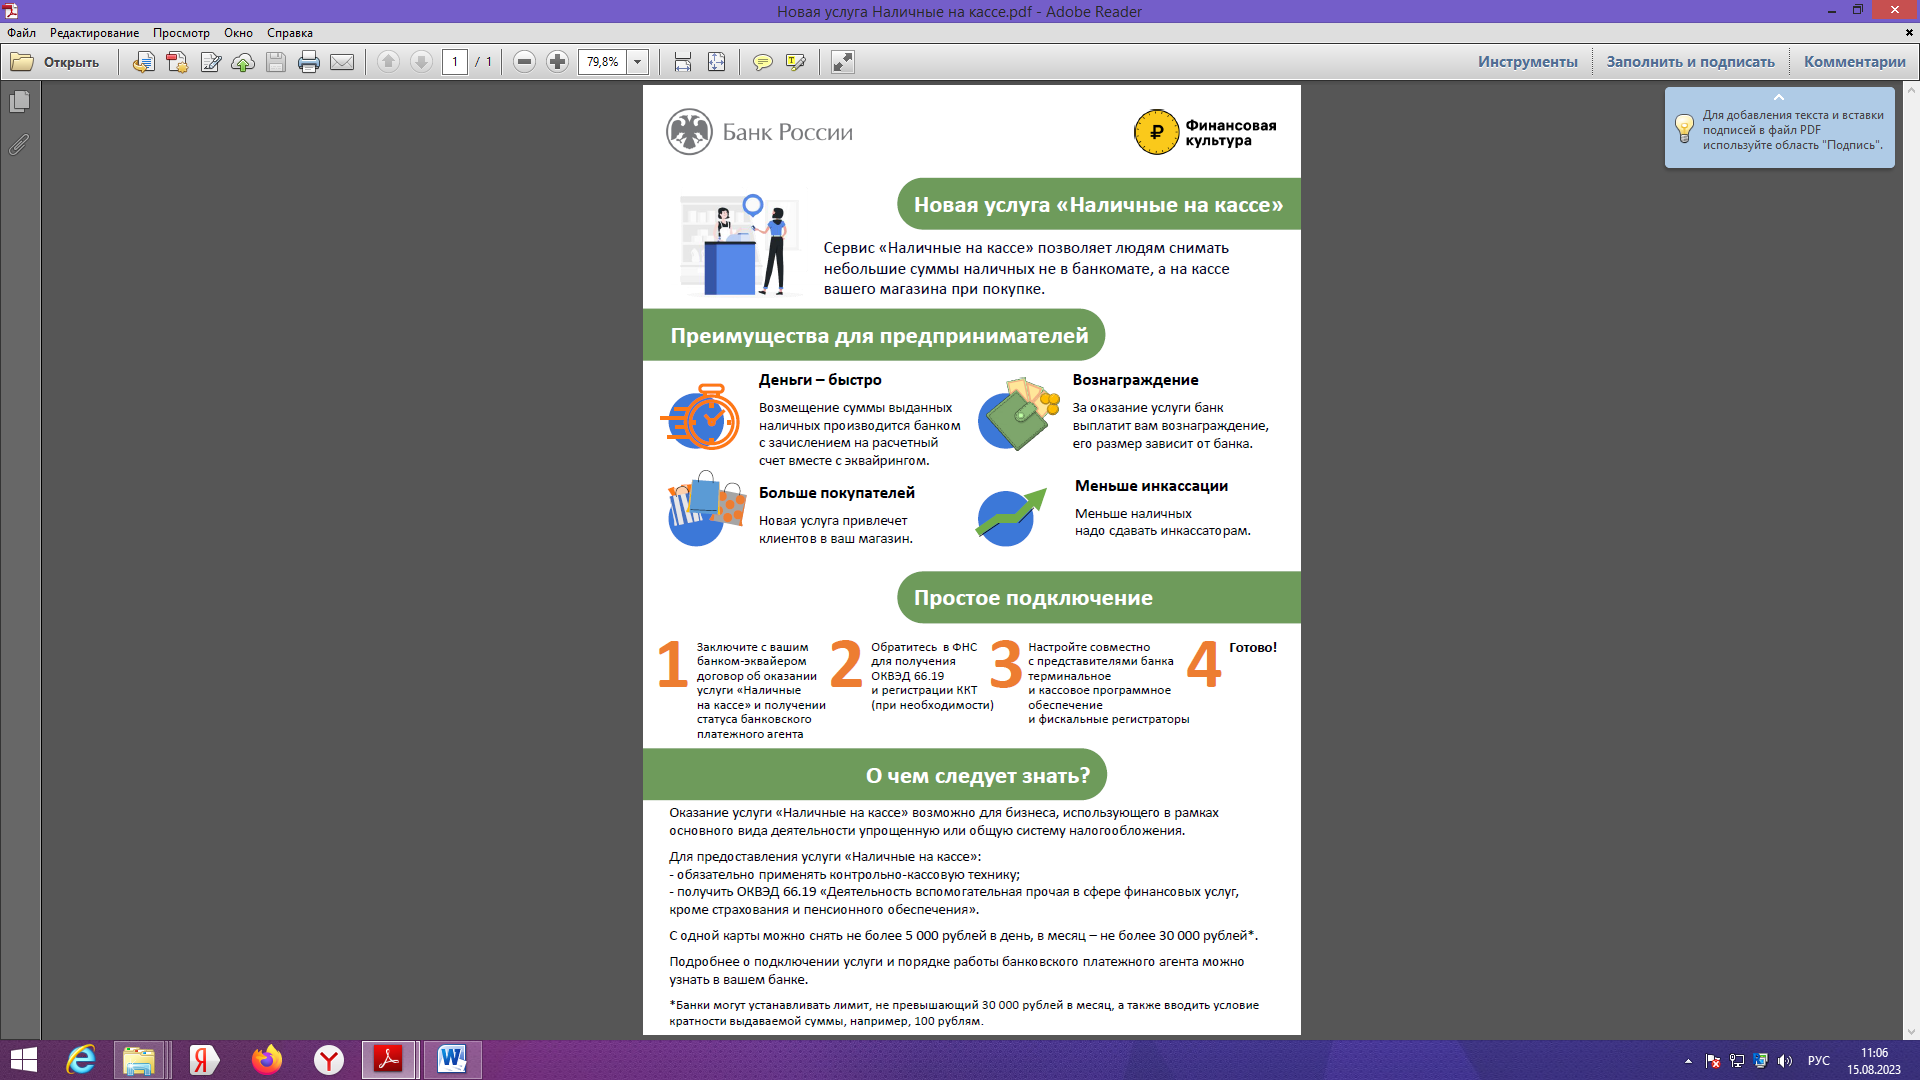 Новая услуга Наличные на кассе.pdf - Adobe Reader
Файл Редактирование Просмотр Окно Справка
Открыть 1 / 1 79,8% Инструменты Заполнить и подписать Комментарии
Для добавления текста и вставки
подписей в файл PDF
используйте область "Подпись".
Банк России
Финансовая
культура
Новая услуга «Наличные на кассе»
Сервис «Наличные на кассе» позволяет людям снимать
небольшие суммы наличных не в банкомате, а на кассе
вашего магазина при покупке.
Преимущества для предпринимателей
Деньги – быстро
Возмещение суммы выданных
наличных производится банком
с зачислением на расчетный
счет вместе с эквайрингом.
Вознаграждение
За оказание услуги банк
выплатит вам вознаграждение,
его размер зависит от банка.
Больше покупателей
Новая услуга привлечет
клиентов в ваш магазин.
Меньше инкассации
Меньше наличных
надо сдавать инкассаторам.
Простое подключение
1
Заключите с вашим
банком-эквайером
договор об оказании
услуги «Наличные
на кассе» и получении
статуса банковского
платежного агента
2
Обратитесь в ФНС
для получения
ОКВЭД 66.19
и регистрации ККТ
(при необходимости)
3
Настройте совместно
с представителями банка
терминальное
и кассовое программное
обеспечение
и фискальные регистраторы
4
Готово!
О чем следует знать?
Оказание услуги «Наличные на кассе» возможно для бизнеса, использующего в рамках
основного вида деятельности упрощенную или общую систему налогообложения.
Для предоставления услуги «Наличные на кассе»:
- обязательно применять контрольно-кассовую технику;
- получить ОКВЭД 66.19 «Деятельность вспомогательная прочая в сфере финансовых услуг,
кроме страхования и пенсионного обеспечения».
С одной карты можно снять не более 5 000 рублей в день, в месяц – не более 30 000 рублей*.
Подробнее о подключении услуги и порядке работы банковского платежного агента можно
узнать в вашем банке.
*Банки могут устанавливать лимит, не превышающий 30 000 рублей в месяц, а также вводить условие
кратности выдаваемой суммы, например, 100 рублям.
РУС
11:06
15.08.2023